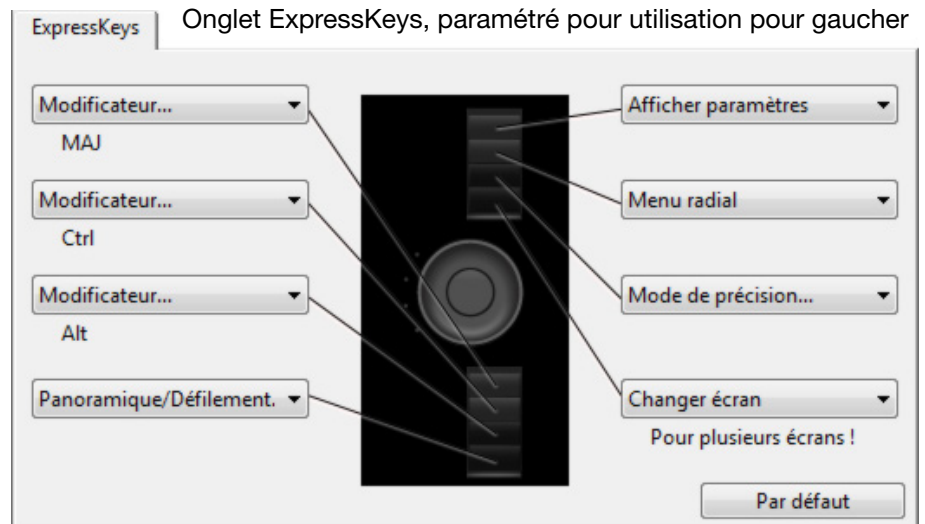 Onglet ExpressKeys, paramétré pour utilisation pour gaucher
ExpressKeys
Modificateur...
MAJ
Modificateur...
Ctrl
Modificateur...
Alt
Panoramique/Défilement.
Afficher paramètres
Menu radial
Mode de précision...
Changer écran
Pour plusieurs écrans !
Par défaut